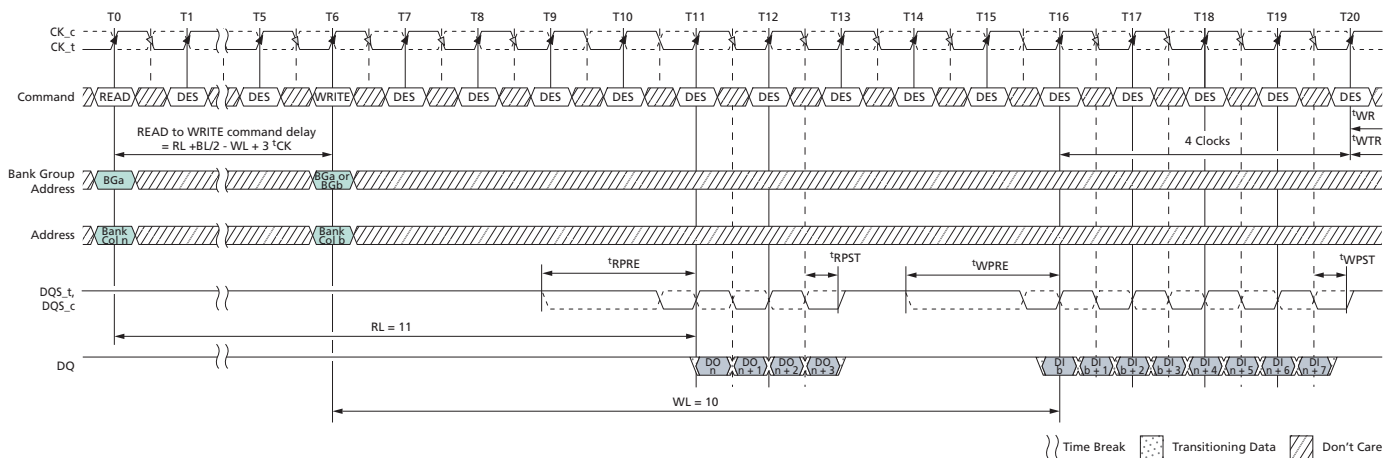 T0 T1 T5 T6 T7 T8 T9 T10 T11 T12 T13 T14 T15 T16 T17 T18 T19 T20
CK_c
CK_t
Command READ DES DES WRITE DES DES DES DES DES DES DES DES DES DES DES DES DES DES
tWR
READ to WRITE command delay
= RL +BL/2 - WL + 3 tCK
4 Clocks
tWTR
Bank Group
Address
BGa
BGa or
BGb
Address
Bank
Col n
Bank
Col b
tRPRE tRPST tWPRE tWPST
DQS_t,
DQS_c
RL = 11
DQ
DO
n
DO
n + 1
DO
n + 2
DO
n + 3
DI
b
DI
b + 1
DI
b + 2
DI
b + 3
DI
n + 4
DI
n + 5
DI
n + 6
DI
n + 7
WL = 10
Time Break Transitioning Data Don't Care